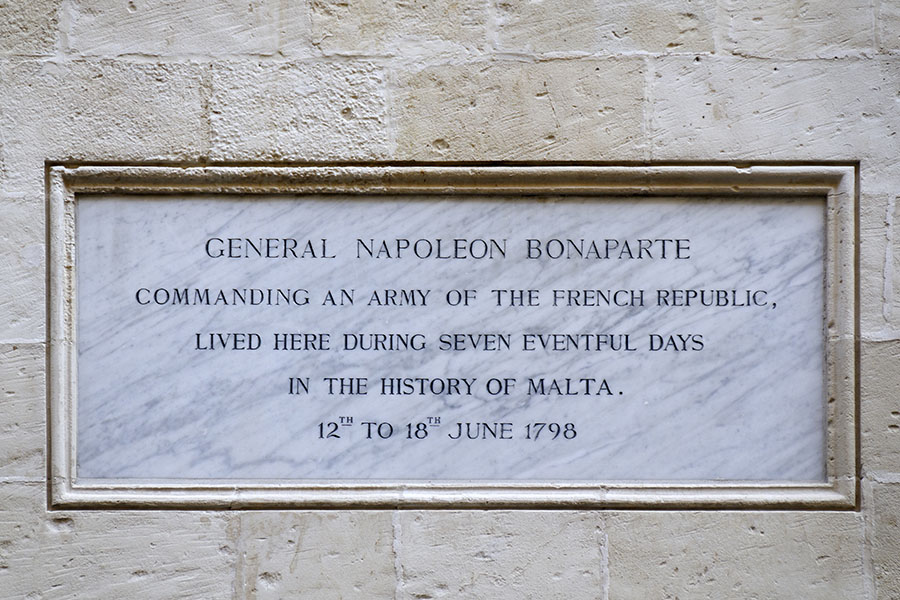 GENERAL NAPOLEON BONAPARTE
COMMANDING AN ARMY OF THE FRENCH REPUBLIC,
LIVED HERE DURING SEVEN EVENTFUL DAYS
IN THE HISTORY OF MALTA.
12TH TO 18TH JUNE 1798